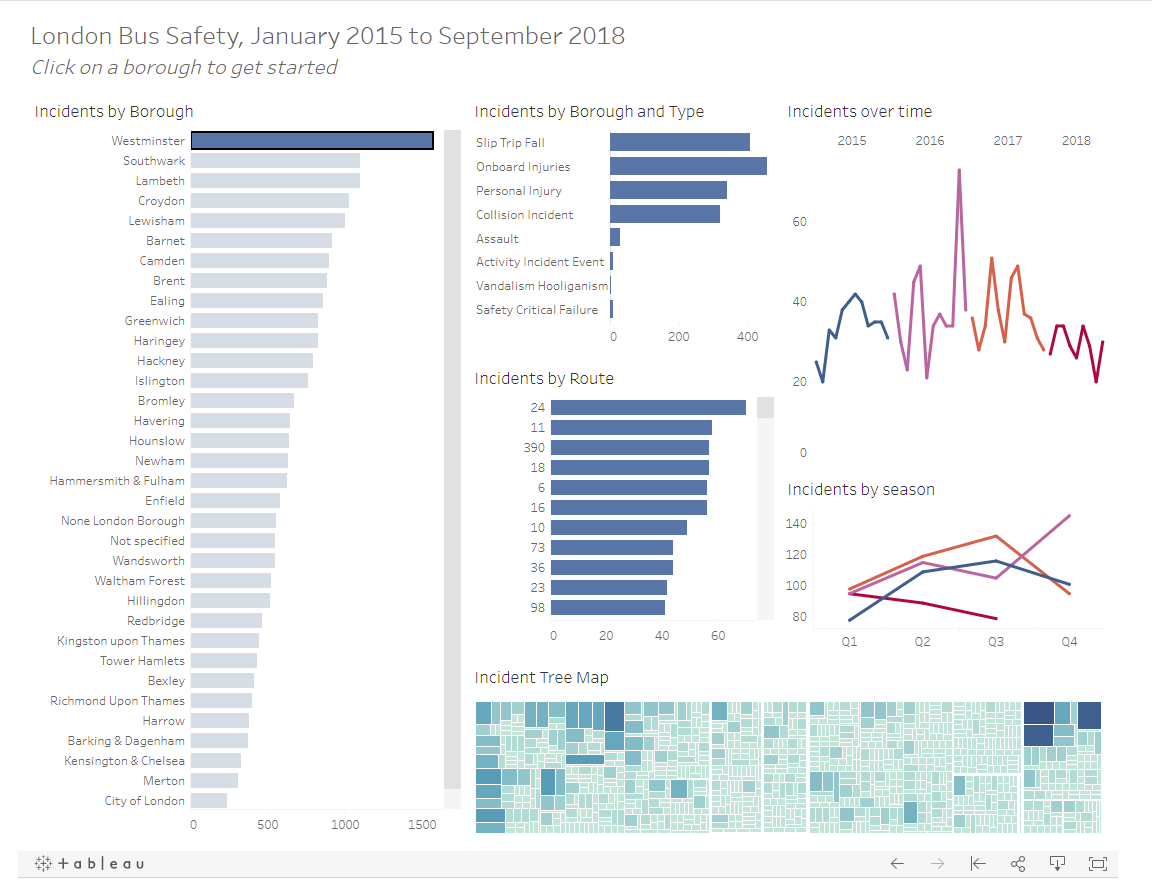 London Bus Safety, January 2015 to September 2018
Click on a borough to get started
Incidents by Borough
Westminster
Southwark
Lambeth
Croydon
Lewisham
Barnet
Camden
Brent
Ealing
Greenwich
Haringey
Hackney
Islington
Bromley
Havering
Hounslow
Newham
Hammersmith & Fulham
Enfield
None London Borough
Not specified
Wandsworth
Waltham Forest
Hillingdon
Redbridge
Kingston upon Thames
Tower Hamlets
Bexley
Richmond Upon Thames
Harrow
Barking & Dagenham
Kensington & Chelsea
Merton
City of London
0 500 1000 1500
Incidents by Borough and Type
Slip Trip Fall
Onboard Injuries
Personal Injury
Collision Incident
Assault
Activity Incident Event
Vandalism Hooliganism
Safety Critical Failure
0 200 400
Incidents by Route
24
11
390
18
6
16
10
73
36
23
98
0 20 40 60
Incidents over time
2015 2016 2017 2018
60
40
20
0
Incidents by season
140
120
100
80
Q1 Q2 Q3 Q4
Incident Tree Map
+ a b l e a u